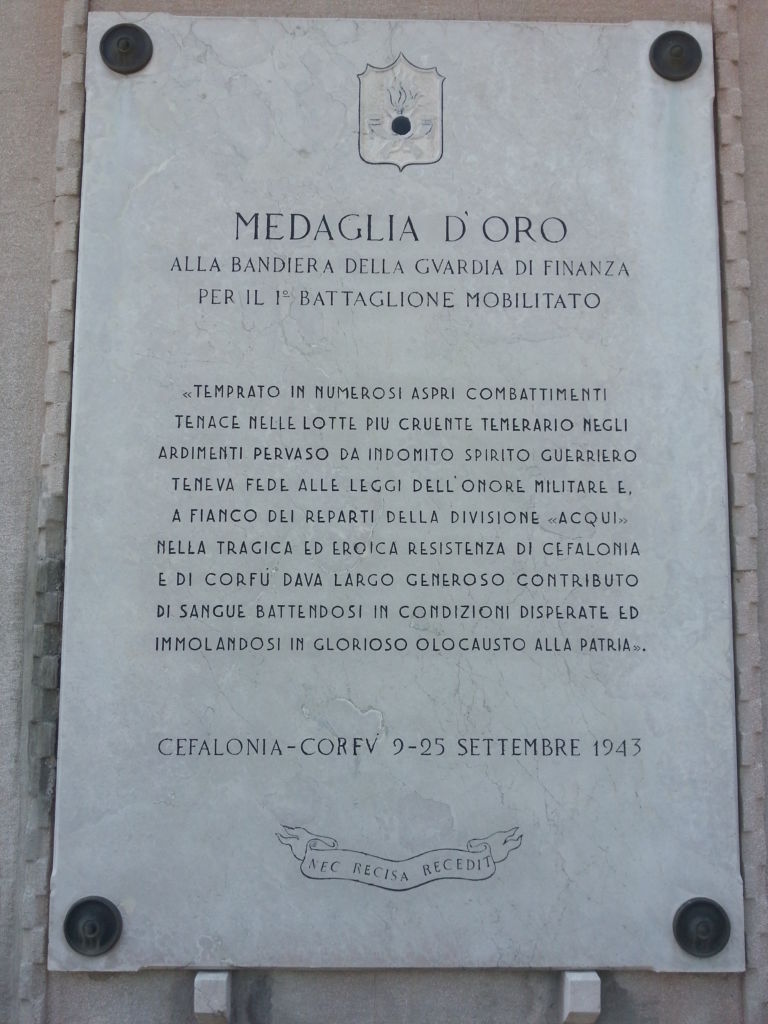 MEDAGLIA D'ORO
ALLA BANDIERA DELLA GVARDIA DI FINANZA
PER IL 1º BATTAGLIONE MOBILITATO
«TEMPRATO IN NUMEROSI ASPRI COMBATTIMENTI
TENACE NELLE LOTTE PIU CRUENTE TEMERARIO NEGLI
ARDIMENTI PERVASO DA INDOMITO SPIRITO GUERRIERO
TENEVA FEDE ALLE LEGGI DELL'ONORE MILITARE E,
A FIANCO DEI REPARTI DELLA DIVISIONE «ACQUI»
NELLA TRAGICA ED EROICA RESISTENZA DI CEFALONIA
E DI CORFÙ DAVA LARGO GENEROSO CONTRIBUTO
DI SANGUE BATTENDOSI IN CONDIZIONI DISPERATE ED
IMMOLANDOSI IN GLORIOSO OLOCAUSTO ALLA PATRIA».
CEFALONIA-CORFV' 9-25 SETTEMBRE 1943
NEC RECISA RECEDIT